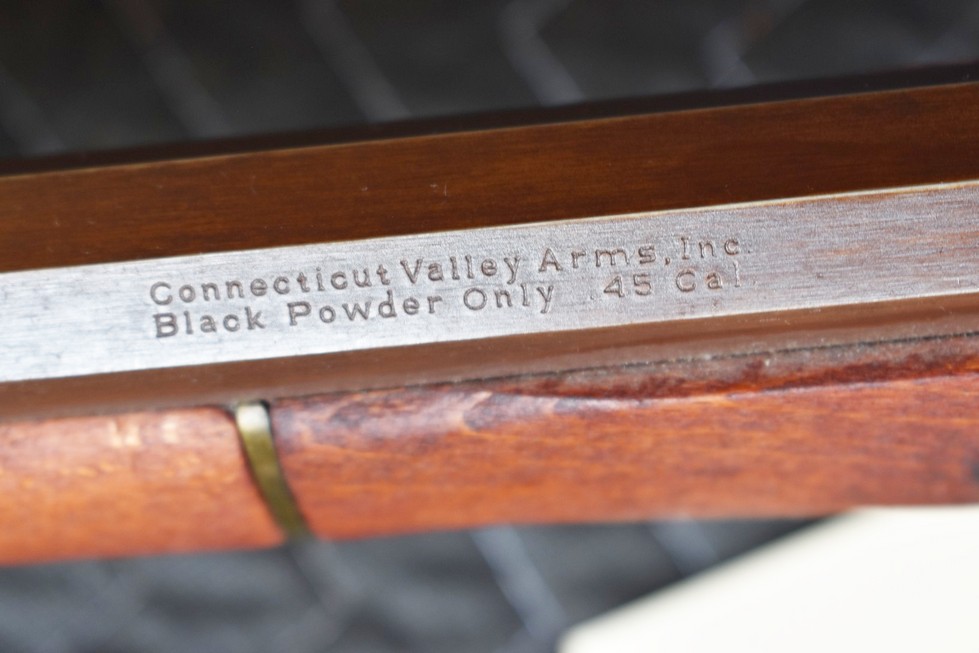 Connecticut Valley Arms, Inc.
Black Powder Only .45 Cal